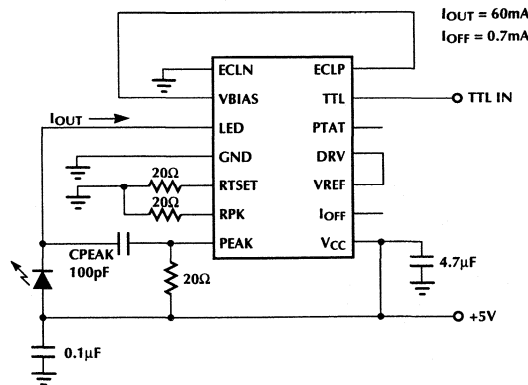 IOUT = 60mA
IOFF = 0.7mA
ECLN ECLP
VBIAS TTL TTL IN
IOUT LED PTAT
GND DRV
20Ω RTSET VREF
20Ω RPK IOFF
CPEAK PEAK VCC
100pF
20Ω 4.7µF
+5V
0.1µF